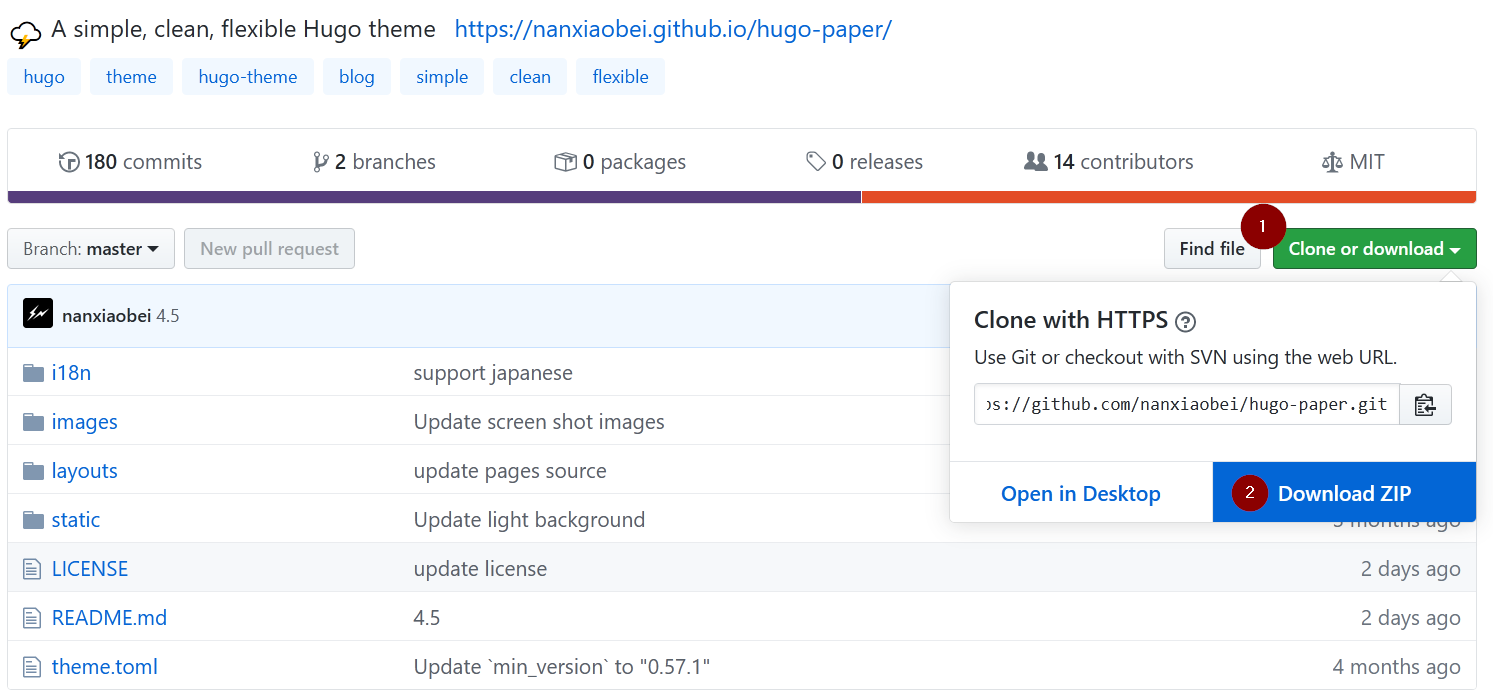 A simple, clean, flexible Hugo theme https://nanxiaobei.github.io/hugo-paper/
hugo theme hugo-theme blog simple clean flexible
180 commits 2 branches 0 packages 0 releases 14 contributors MIT
1
Branch: master New pull request Find file Clone or download
nanxiaobei 4.5
Clone with HTTPS
Use Git or checkout with SVN using the web URL.
ps://github.com/nanxiaobei/hugo-paper.git
Open in Desktop 2 Download ZIP
i18n support japanese
images Update screen shot images
layouts update pages source
static Update light background months ago
LICENSE update license 2 days ago
README.md 4.5 2 days ago
theme.toml Update `min_version` to "0.57.1" 4 months ago